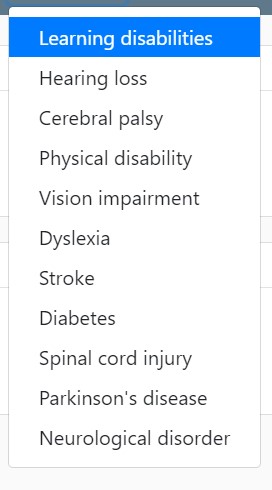 Learning disabilities
Hearing loss
Cerebral palsy
Physical disability
Vision impairment
Dyslexia
Stroke
Diabetes
Spinal cord injury
Parkinson's disease
Neurological disorder